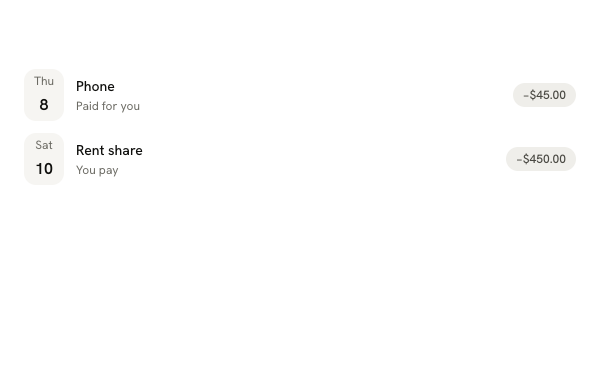 Thu
8
Phone
Paid for you
−$45.00
Sat
10
Rent share
You pay
−$450.00